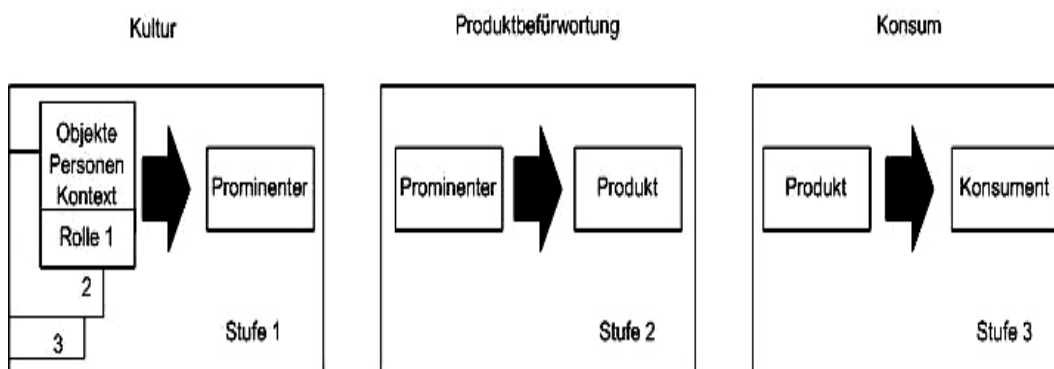 Kultur
Produktbefürwortung
Konsum
Objekte
Personen
Kontext
Rolle 1
2
3
Prominenter
Stufe 1
Prominenter
Produkt
Stufe 2
Produkt
Konsument
Stufe 3